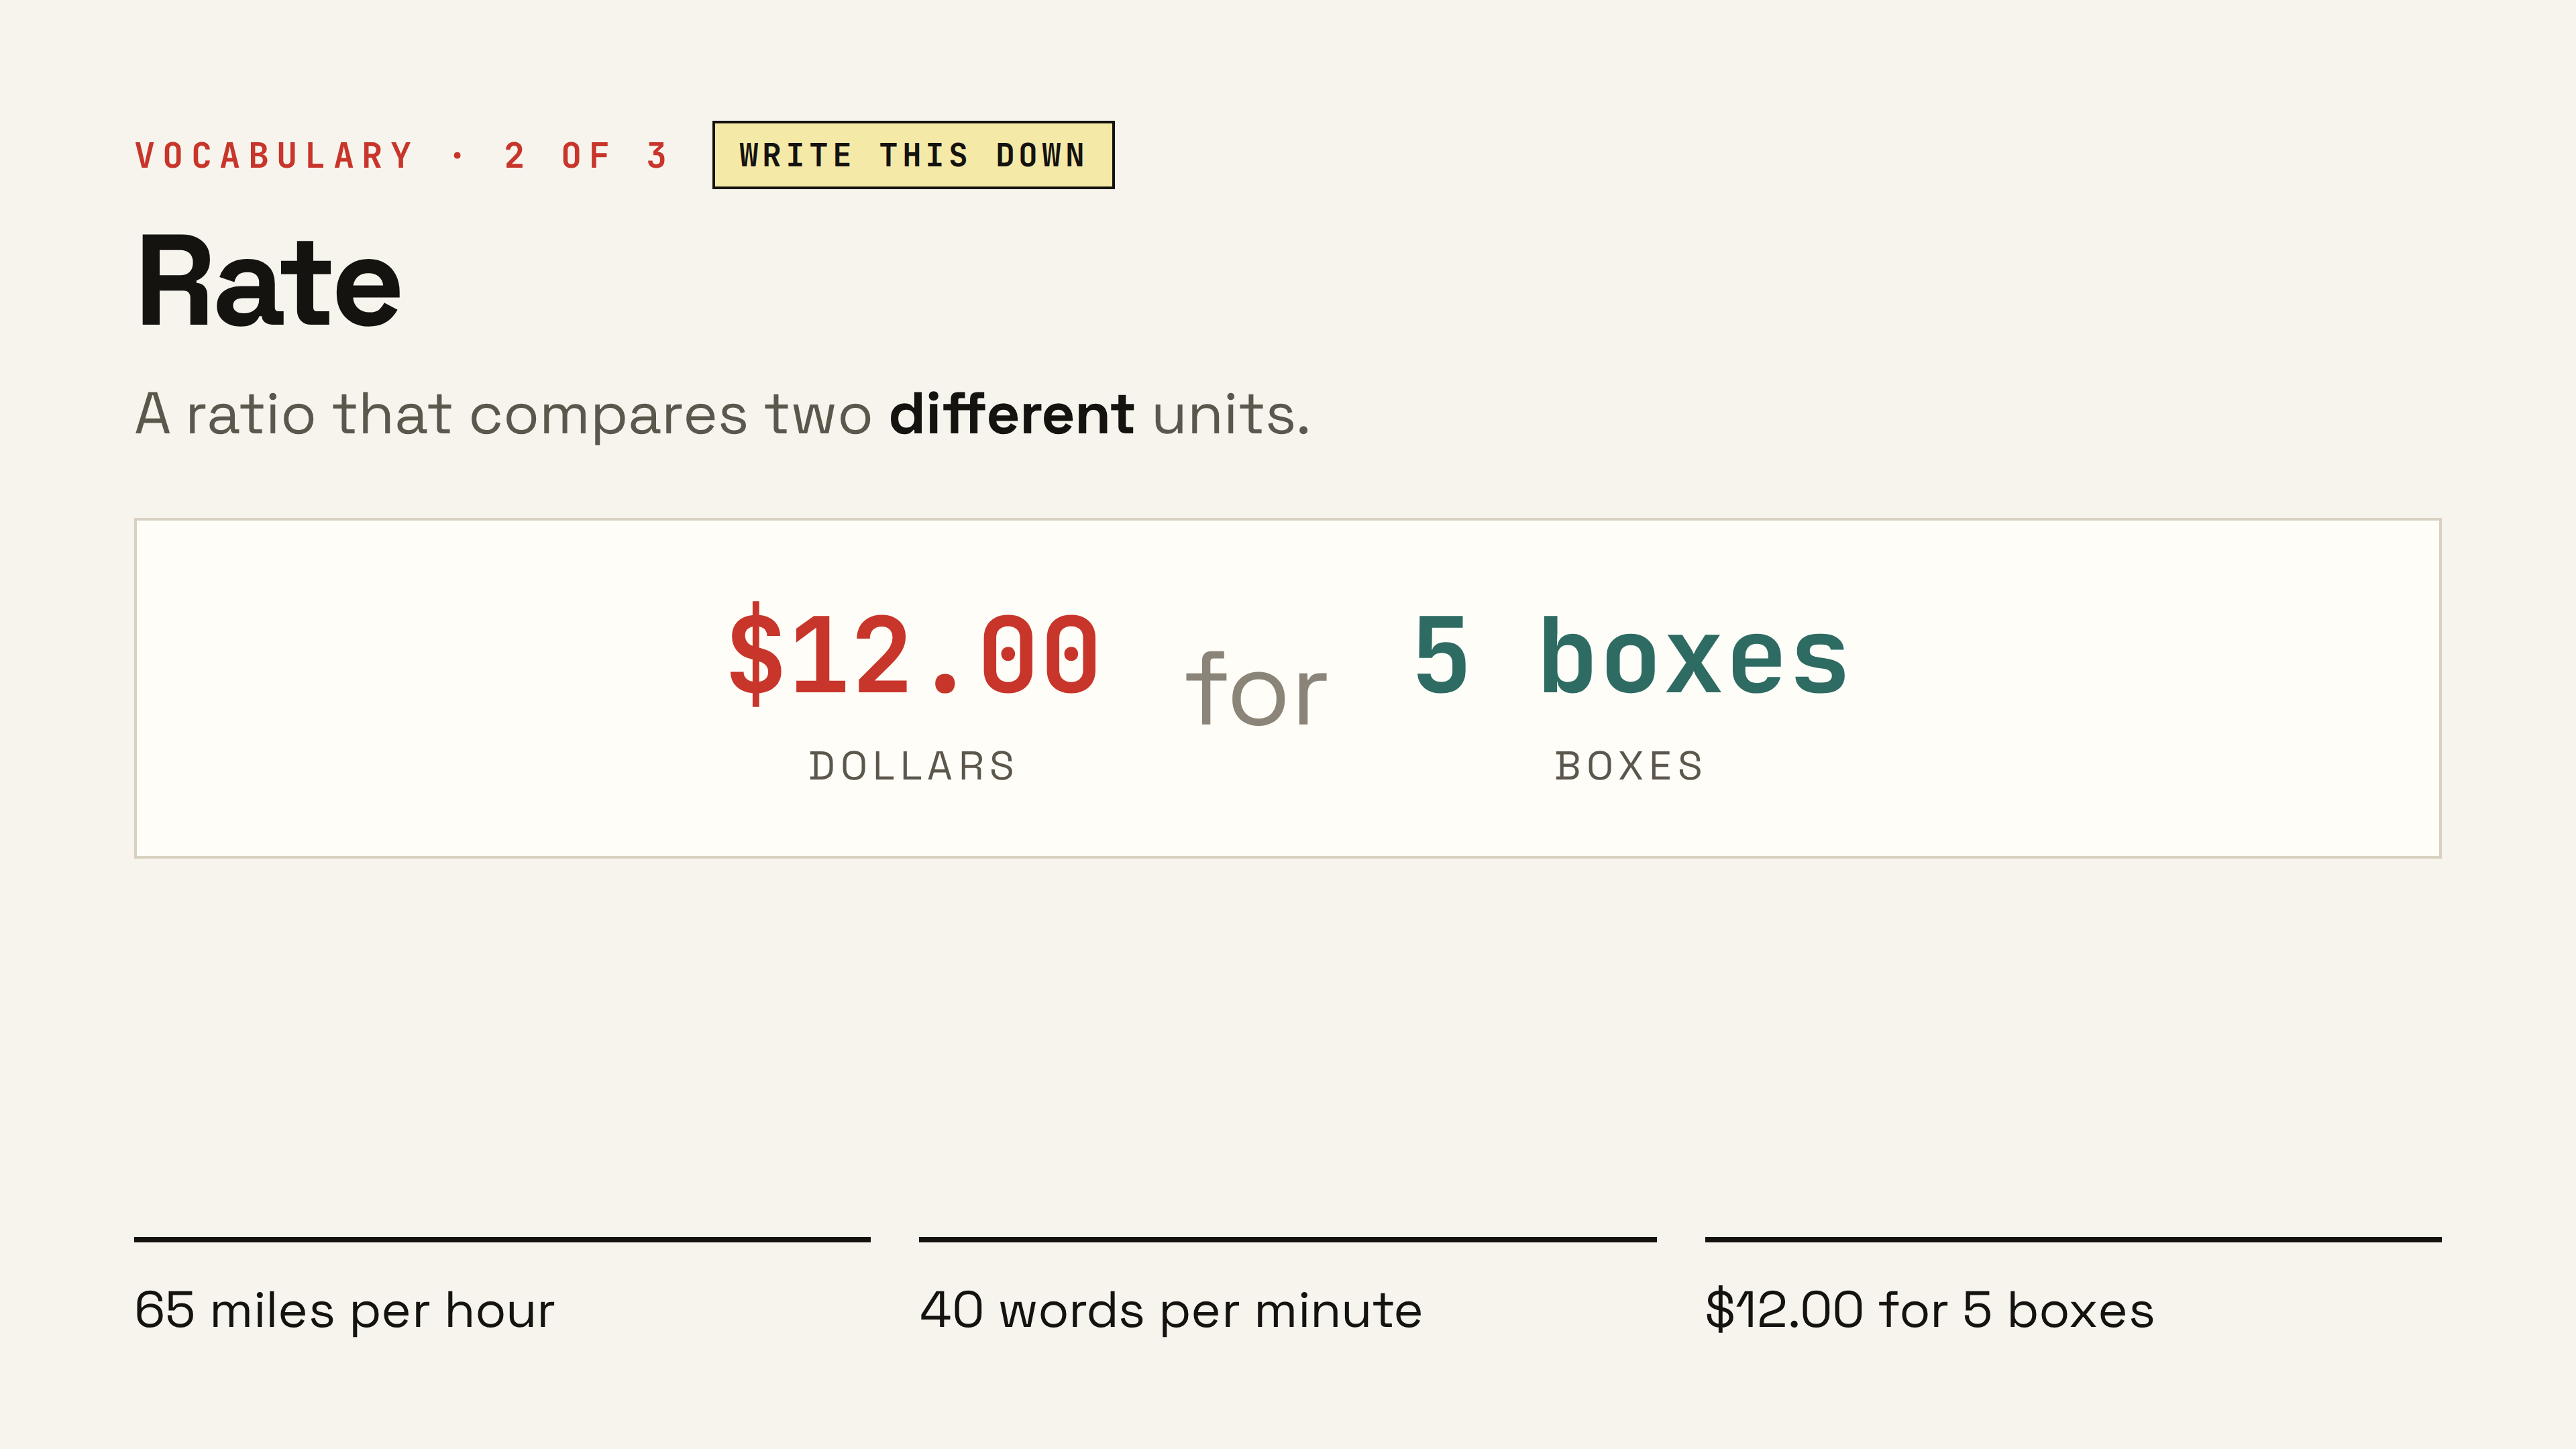 VOCABULARY · 2 OF 3 WRITE THIS DOWN
Rate
A ratio that compares two different units.
$12.00 for 5 boxes
DOLLARS BOXES
65 miles per hour 40 words per minute $12.00 for 5 boxes